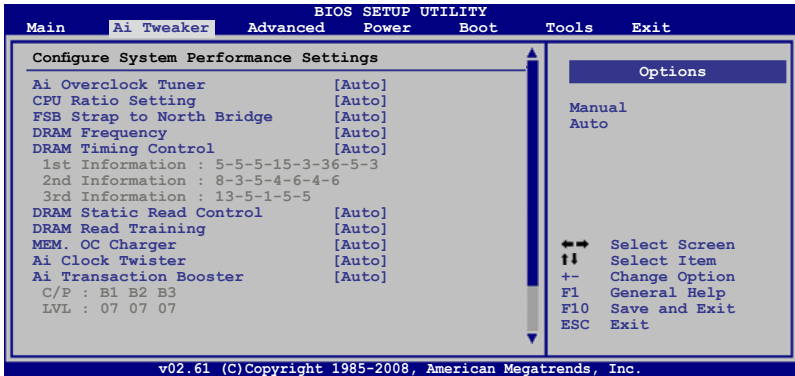 BIOS SETUP UTILITY
Main Ai Tweaker Advanced Power Boot Tools Exit
Configure System Performance Settings
Ai Overclock Tuner [Auto]
CPU Ratio Setting [Auto]
FSB Strap to North Bridge [Auto]
DRAM Frequency [Auto]
DRAM Timing Control [Auto]
1st Information : 5-5-5-15-3-36-5-3
2nd Information : 8-3-5-4-6-4-6
3rd Information : 13-5-1-5-5
DRAM Static Read Control [Auto]
DRAM Read Training [Auto]
MEM. OC Charger [Auto]
Ai Clock Twister [Auto]
Ai Transaction Booster [Auto]
C/P : B1 B2 B3
LVL : 07 07 07
Options
Manual
Auto
←→ Select Screen
↑↓ Select Item
+- Change Option
F1 General Help
F10 Save and Exit
ESC Exit
v02.61 (C)Copyright 1985-2008, American Megatrends, Inc.